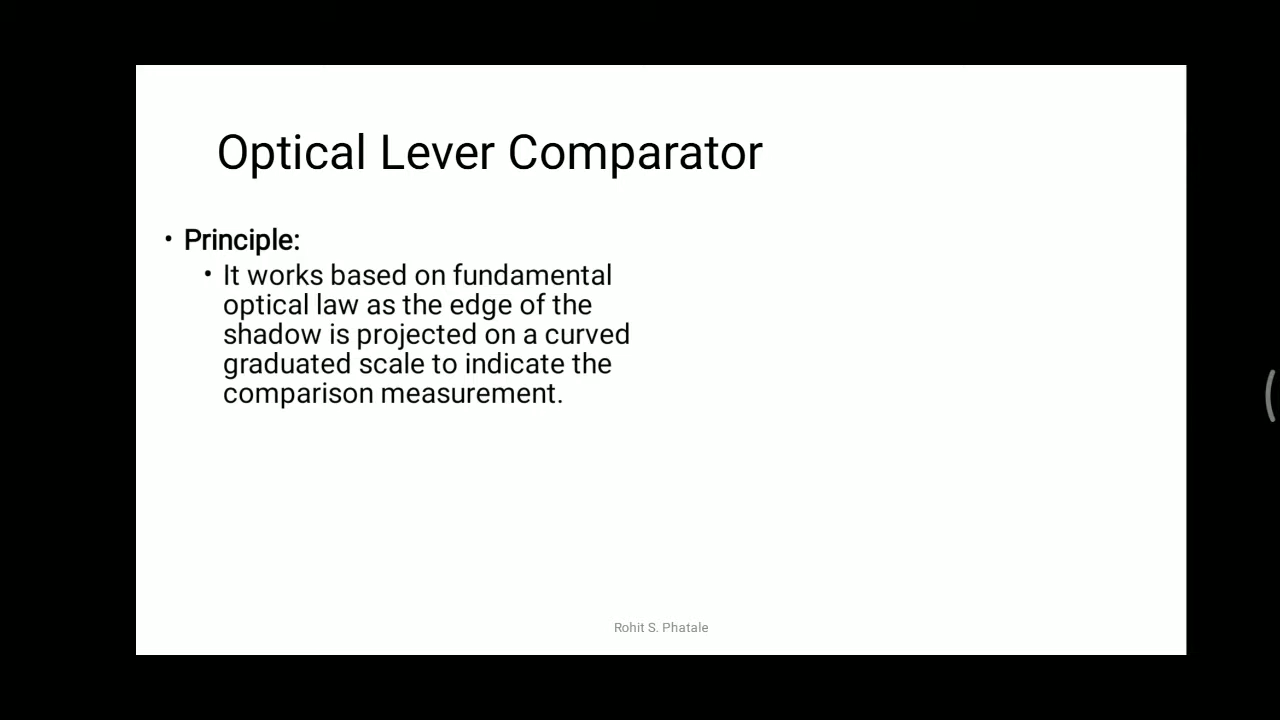 Optical Lever Comparator
• Principle:
• It works based on fundamental
optical law as the edge of the
shadow is projected on a curved
graduated scale to indicate the
comparison measurement.
Rohit S. Phatale